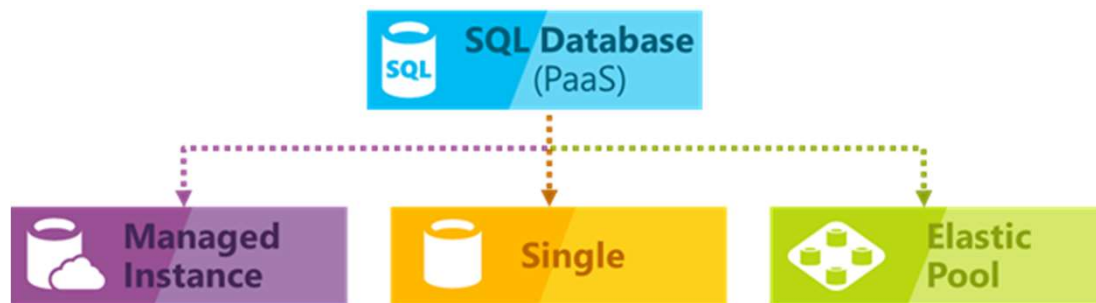 SQL
SQL Database
(PaaS)
Managed
Instance
Single
Elastic
Pool